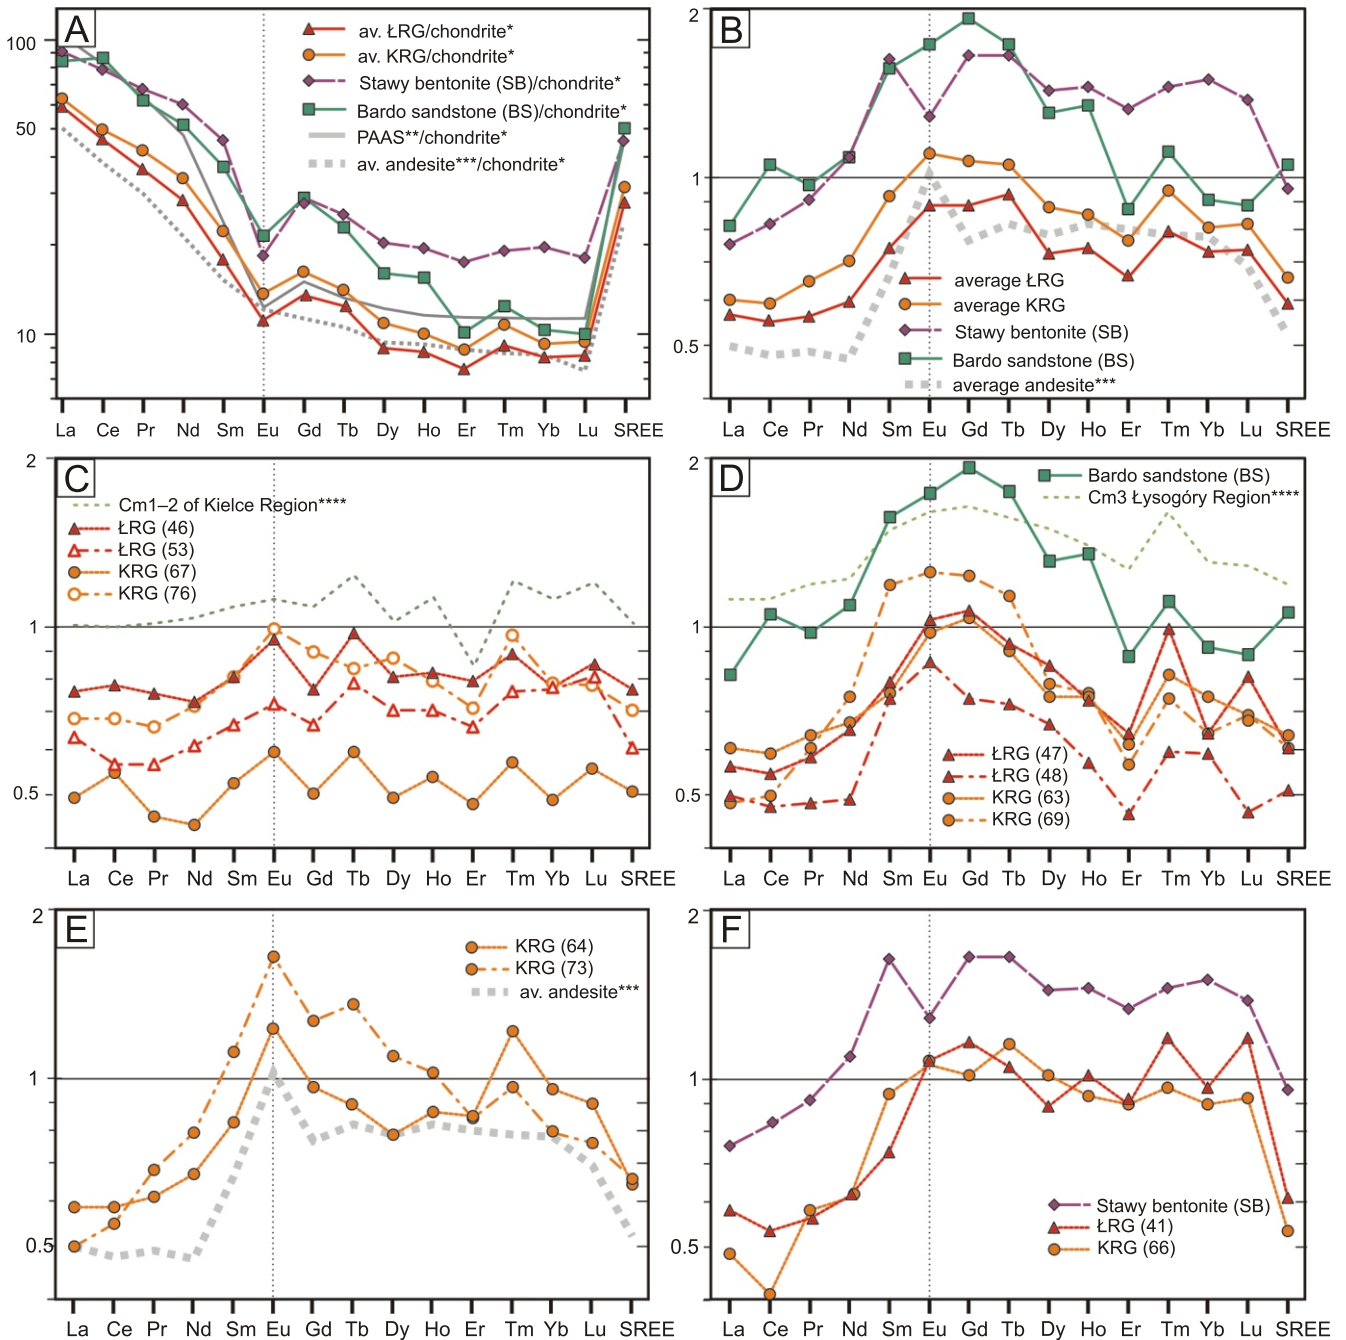 A
100
50
10
av. ŁRG/chondrite*
av. KRG/chondrite*
Stawy bentonite (SB)/chondrite*
Bardo sandstone (BS)/chondrite*
PAAS**/chondrite*
av. andesite***/chondrite*
La Ce Pr Nd Sm Eu Gd Tb Dy Ho Er Tm Yb Lu SREE
B
2
1
0.5
average ŁRG
average KRG
Stawy bentonite (SB)
Bardo sandstone (BS)
average andesite***
La Ce Pr Nd Sm Eu Gd Tb Dy Ho Er Tm Yb Lu SREE
C
2
1
0.5
Cm1–2 of Kielce Region****
ŁRG (46)
ŁRG (53)
KRG (67)
KRG (76)
La Ce Pr Nd Sm Eu Gd Tb Dy Ho Er Tm Yb Lu SREE
D
2
1
0.5
Bardo sandstone (BS)
Cm3 Łysogóry Region****
ŁRG (47)
ŁRG (48)
KRG (63)
KRG (69)
La Ce Pr Nd Sm Eu Gd Tb Dy Ho Er Tm Yb Lu SREE
E
2
1
0.5
KRG (64)
KRG (73)
av. andesite***
La Ce Pr Nd Sm Eu Gd Tb Dy Ho Er Tm Yb Lu SREE
F
2
1
0.5
Stawy bentonite (SB)
ŁRG (41)
KRG (66)
La Ce Pr Nd Sm Eu Gd Tb Dy Ho Er Tm Yb Lu SREE